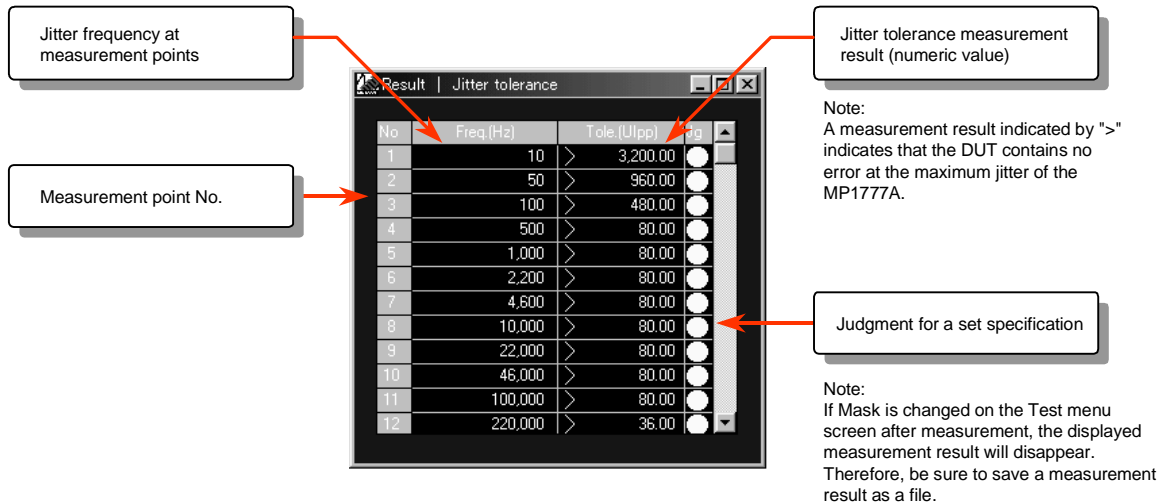 Jitter frequency at
measurement points
Measurement point No.
Result | Jitter tolerance
No Freq.(Hz) Tole.(UIpp) Jg
1 10 > 3,200.00
2 50 > 960.00
3 100 > 480.00
4 500 > 80.00
5 1,000 > 80.00
6 2,200 > 80.00
7 4,600 > 80.00
8 10,000 > 80.00
9 22,000 > 80.00
10 46,000 > 80.00
11 100,000 > 80.00
12 220,000 > 36.00
Jitter tolerance measurement
result (numeric value)
Note:
A measurement result indicated by ">"
indicates that the DUT contains no
error at the maximum jitter of the
MP1777A.
Judgment for a set specification
Note:
If Mask is changed on the Test menu
screen after measurement, the displayed
measurement result will disappear.
Therefore, be sure to save a measurement
result as a file.